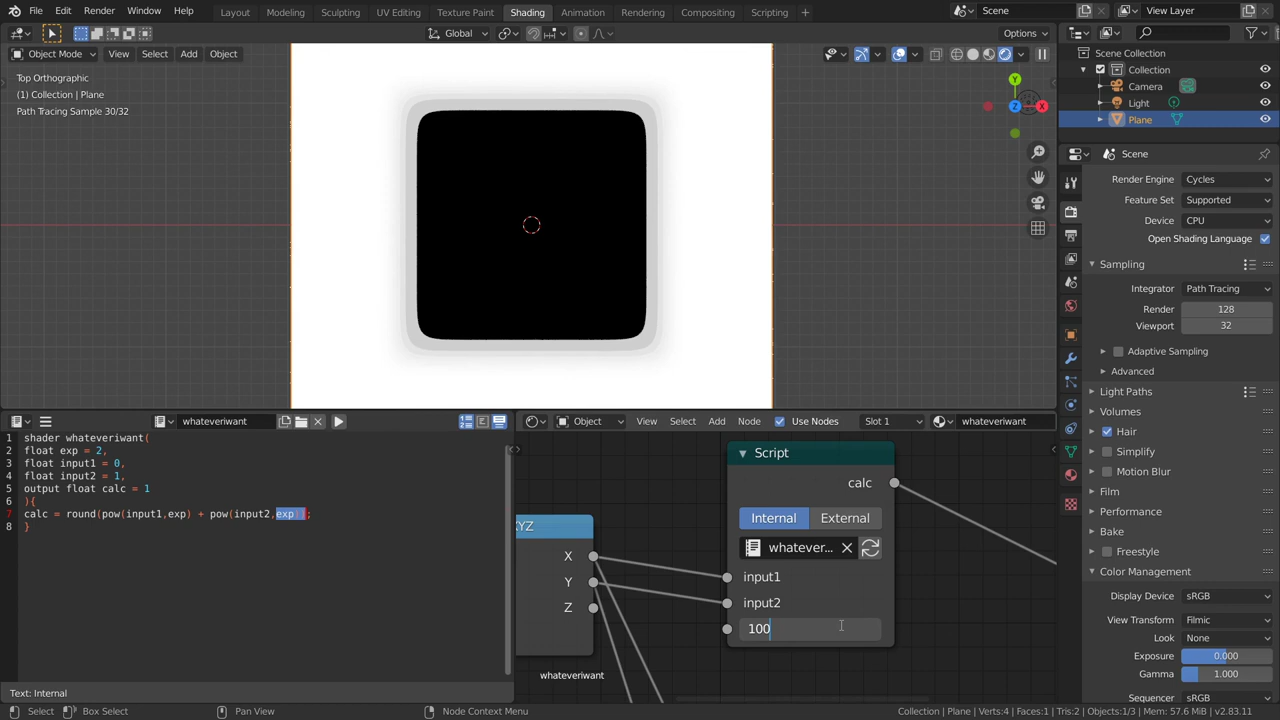 File Edit Render Window Help Layout Modeling Sculpting UV Editing Texture Paint Shading Animation Rendering Compositing Scripting + Scene View Layer
Global Options
Object Mode View Select Add Object
Top Orthographic
(1) Collection | Plane
Path Tracing Sample 30/32
Y
Z
X
Scene Collection
Collection
Camera
Light
Plane
Scene
Render Engine Cycles
Feature Set Supported
Device CPU
Open Shading Language
Sampling
Integrator Path Tracing
Render 128
Viewport 32
Adaptive Sampling
Advanced
Light Paths
Volumes
Hair
Simplify
Motion Blur
Film
Performance
Bake
Freestyle
Color Management
Display Device sRGB
View Transform Filmic
Look None
Exposure 0.000
Gamma 1.000
Sequencer sRGB
whateveriwant
1 shader whateveriwant(
2 float exp = 2,
3 float input1 = 0,
4 float input2 = 1,
5 output float calc = 1
6 ){
7 calc = round(pow(input1,exp) + pow(input2,exp));
8 }
Text: Internal
Object View Select Add Node Use Nodes Slot 1 whateveriwant
XYZ
X
Y
Z
whateveriwant
Script
calc
Internal External
whatever...
input1
input2
100
Select Box Select Pan View Node Context Menu Collection | Plane | Verts:4 | Faces:1 | Tris:2 | Objects:1/3 | Mem: 57.6 MiB | v2.83.11